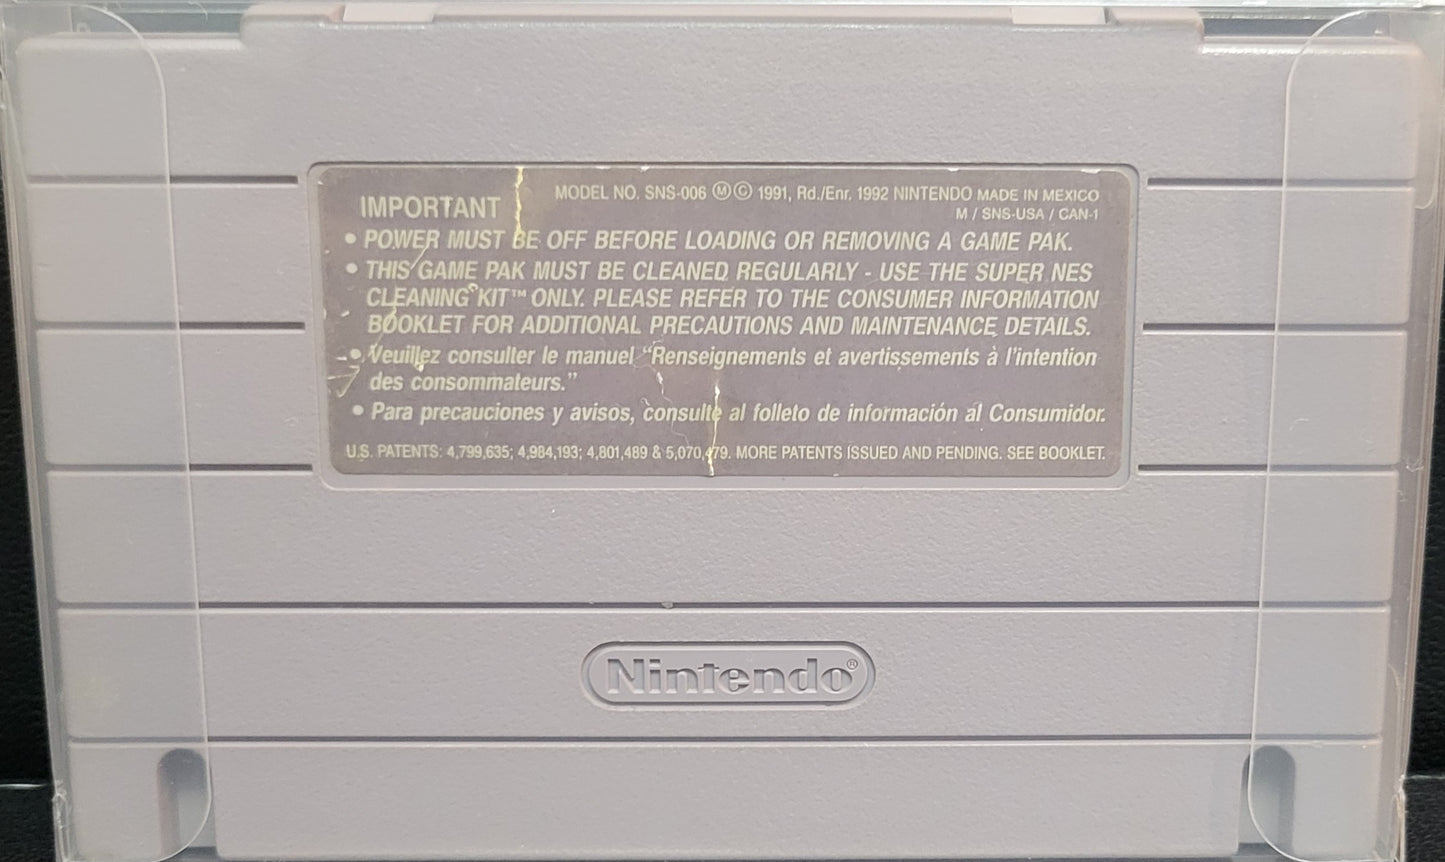 IMPORTANT
MODEL NO. SNS-006 Ⓜ© 1991, Rd./Enr. 1992 NINTENDO MADE IN MEXICO
M / SNS-USA / CAN-1
• POWER MUST BE OFF BEFORE LOADING OR REMOVING A GAME PAK.
• THIS GAME PAK MUST BE CLEANED REGULARLY - USE THE SUPER NES
CLEANING KIT™ ONLY. PLEASE REFER TO THE CONSUMER INFORMATION
BOOKLET FOR ADDITIONAL PRECAUTIONS AND MAINTENANCE DETAILS.
• Veuillez consulter le manuel “Renseignements et avertissements à l'intention
des consommateurs.”
• Para precauciones y avisos, consulte al folleto de información al Consumidor.
U.S. PATENTS: 4,799,635; 4,984,193; 4,801,489 & 5,070,479. MORE PATENTS ISSUED AND PENDING. SEE BOOKLET.
Nintendo®